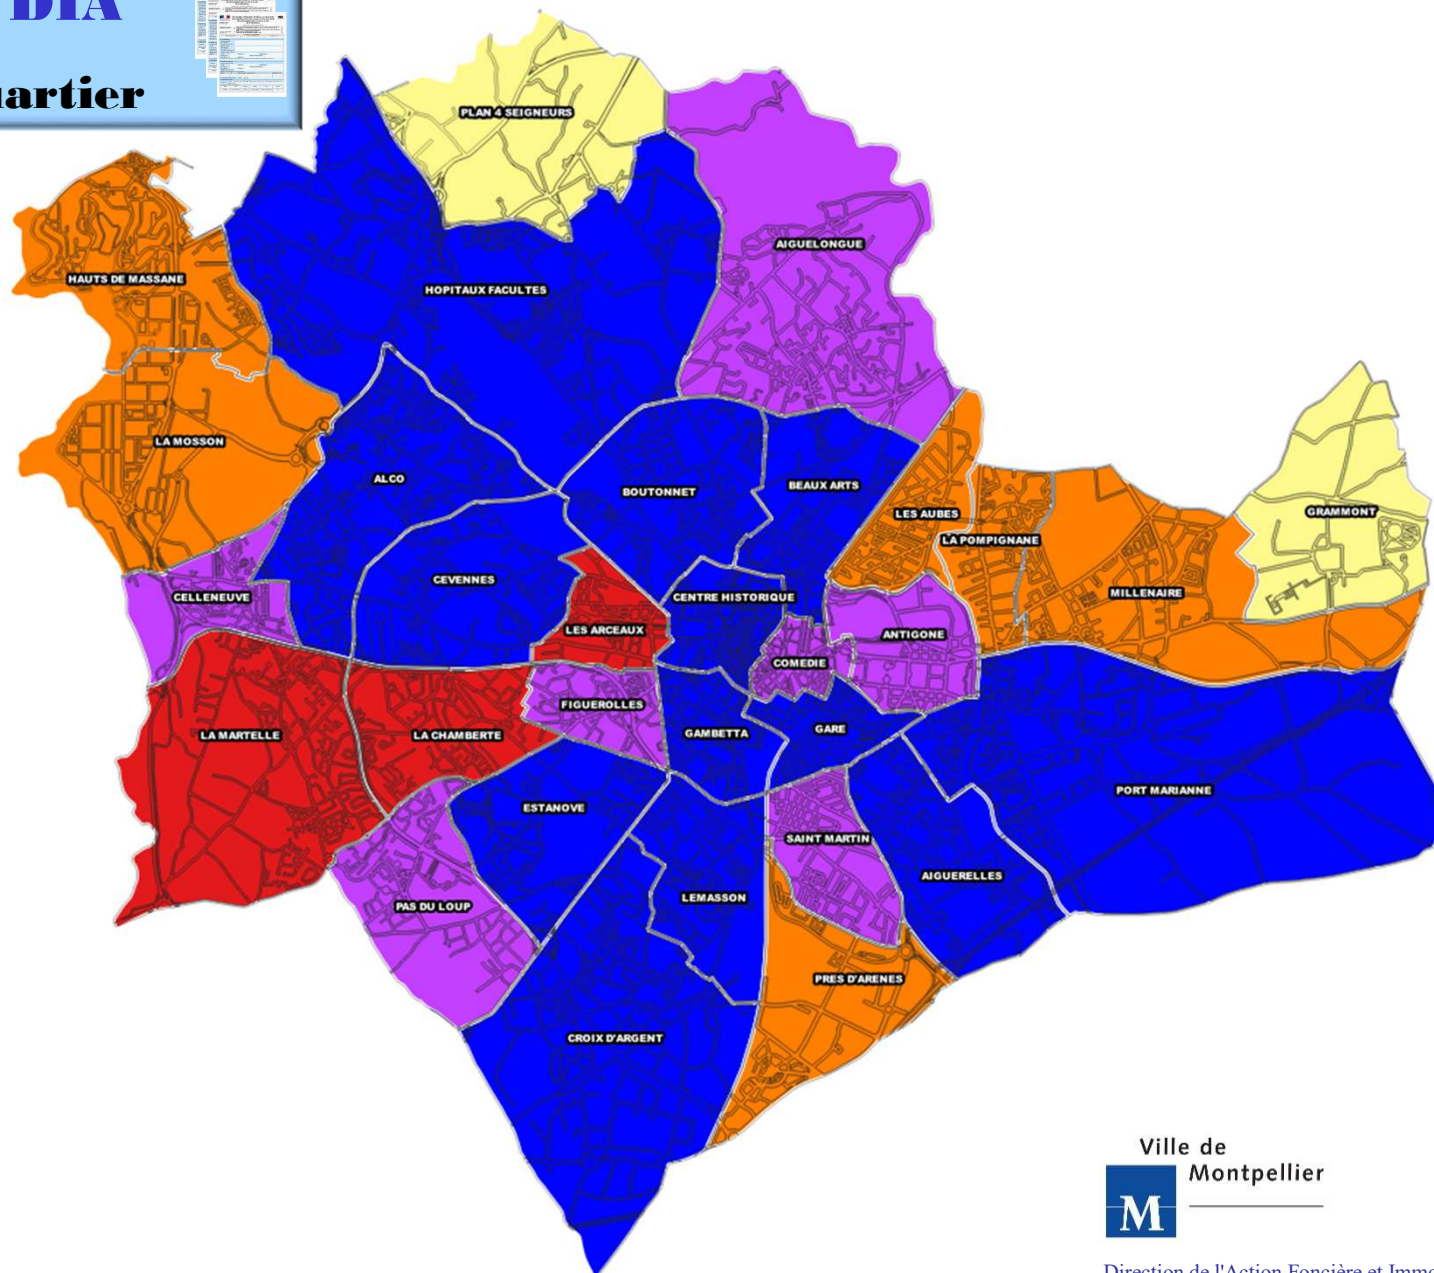 DIA
uartier
PLAN 4 SEIGNEURS
AIGUELONGUE
HAUTS DE MASSANE
HOPITAUX FACULTES
LA MOSSON
ALCO
BOUTONNET
BEAUX ARTS
LES AUBES
GRAMMONT
LA POMPIGNANE
CEVENNES
MILLENAIRE
CELLENEUVE
CENTRE HISTORIQUE
LES ARCEAUX
ANTIGONE
COMEDIE
FIGUEROLLES
LA MARTELLE
LA CHAMBERTE
GAMBETTA
GARE
PORT MARIANNE
ESTANOVE
SAINT MARTIN
AIGUERELLES
LEMASSON
PAS DU LOUP
PRES D'ARENES
CROIX D'ARGENT
Ville de
Montpellier
M
Direction de l'Action Foncière et Immo